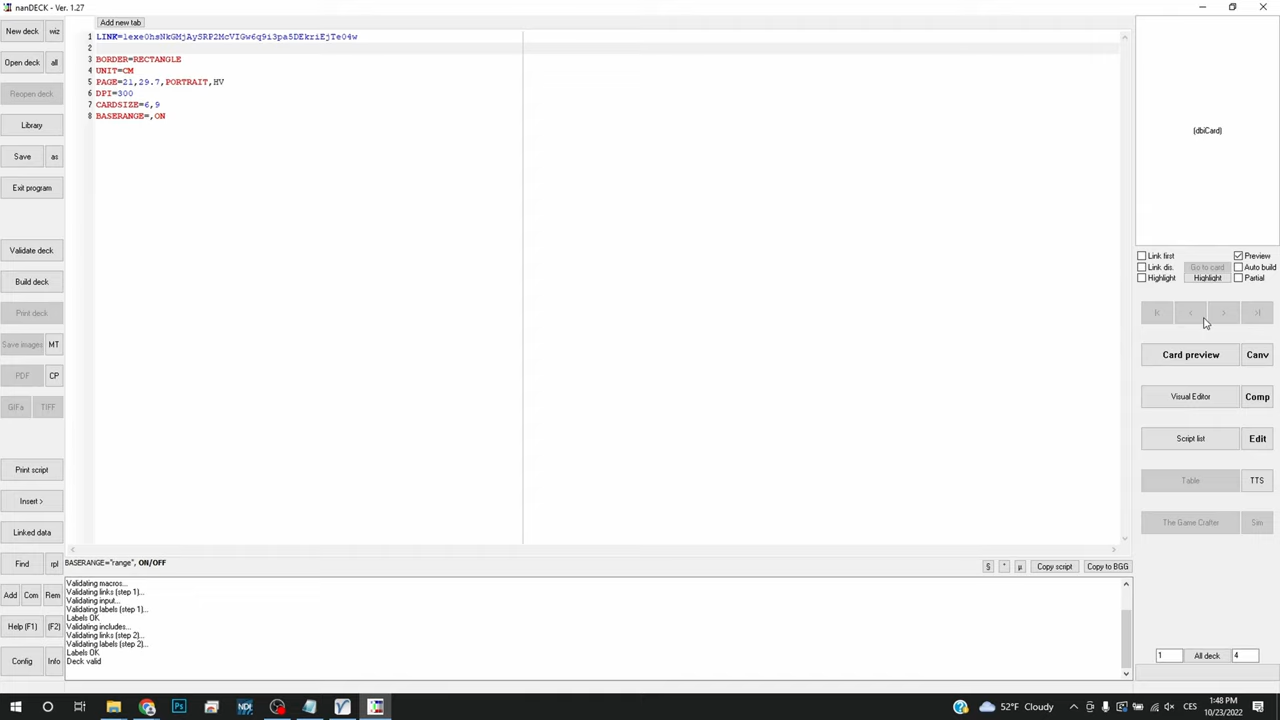 nanDECK - Ver. 1.27
New deck wiz
Open deck all
Reopen deck
Library
Save as
Exit program
Validate deck
Build deck
Print deck
Save images MT
PDF CP
GIFa TIFF
Print script
Insert >
Linked data
Find rpl
Add Com Rem
Help (F1) (F2)
Config Info
Add new tab
1 LINK=1exe0hsNkGMjAySRP2McVIGw6q9i3pa5DEkriEjTe04w
2
3 BORDER=RECTANGLE
4 UNIT=CM
5 PAGE=21,29.7,PORTRAIT,HV
6 DPI=300
7 CARDSIZE=6,9
8 BASERANGE=,ON
BASERANGE="range", ON/OFF
§ " µ Copy script Copy to BGG
Validating macros...
Validating links (step 1)...
Validating input...
Validating labels (step 1)...
Labels OK
Validating includes...
Validating links (step 2)...
Validating labels (step 2)...
Labels OK
Deck valid
(dbiCard)
Link first Preview
Link dis. Go to card Auto build
Highlight Highlight Partial
Card preview Canv
Visual Editor Comp
Script list Edit
Table TTS
The Game Crafter Sim
1 All deck 4
52°F Cloudy
CES
1:48 PM
10/23/2022